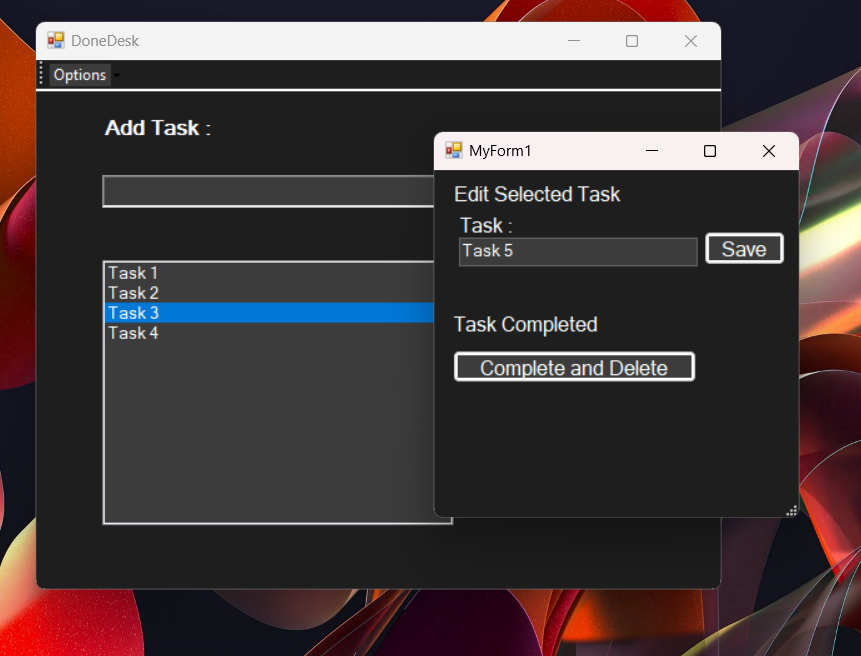 DoneDesk
Options
Add Task :
Task 1
Task 2
Task 3
Task 4
MyForm1
Edit Selected Task
Task :
Task 5
Save
Task Completed
Complete and Delete